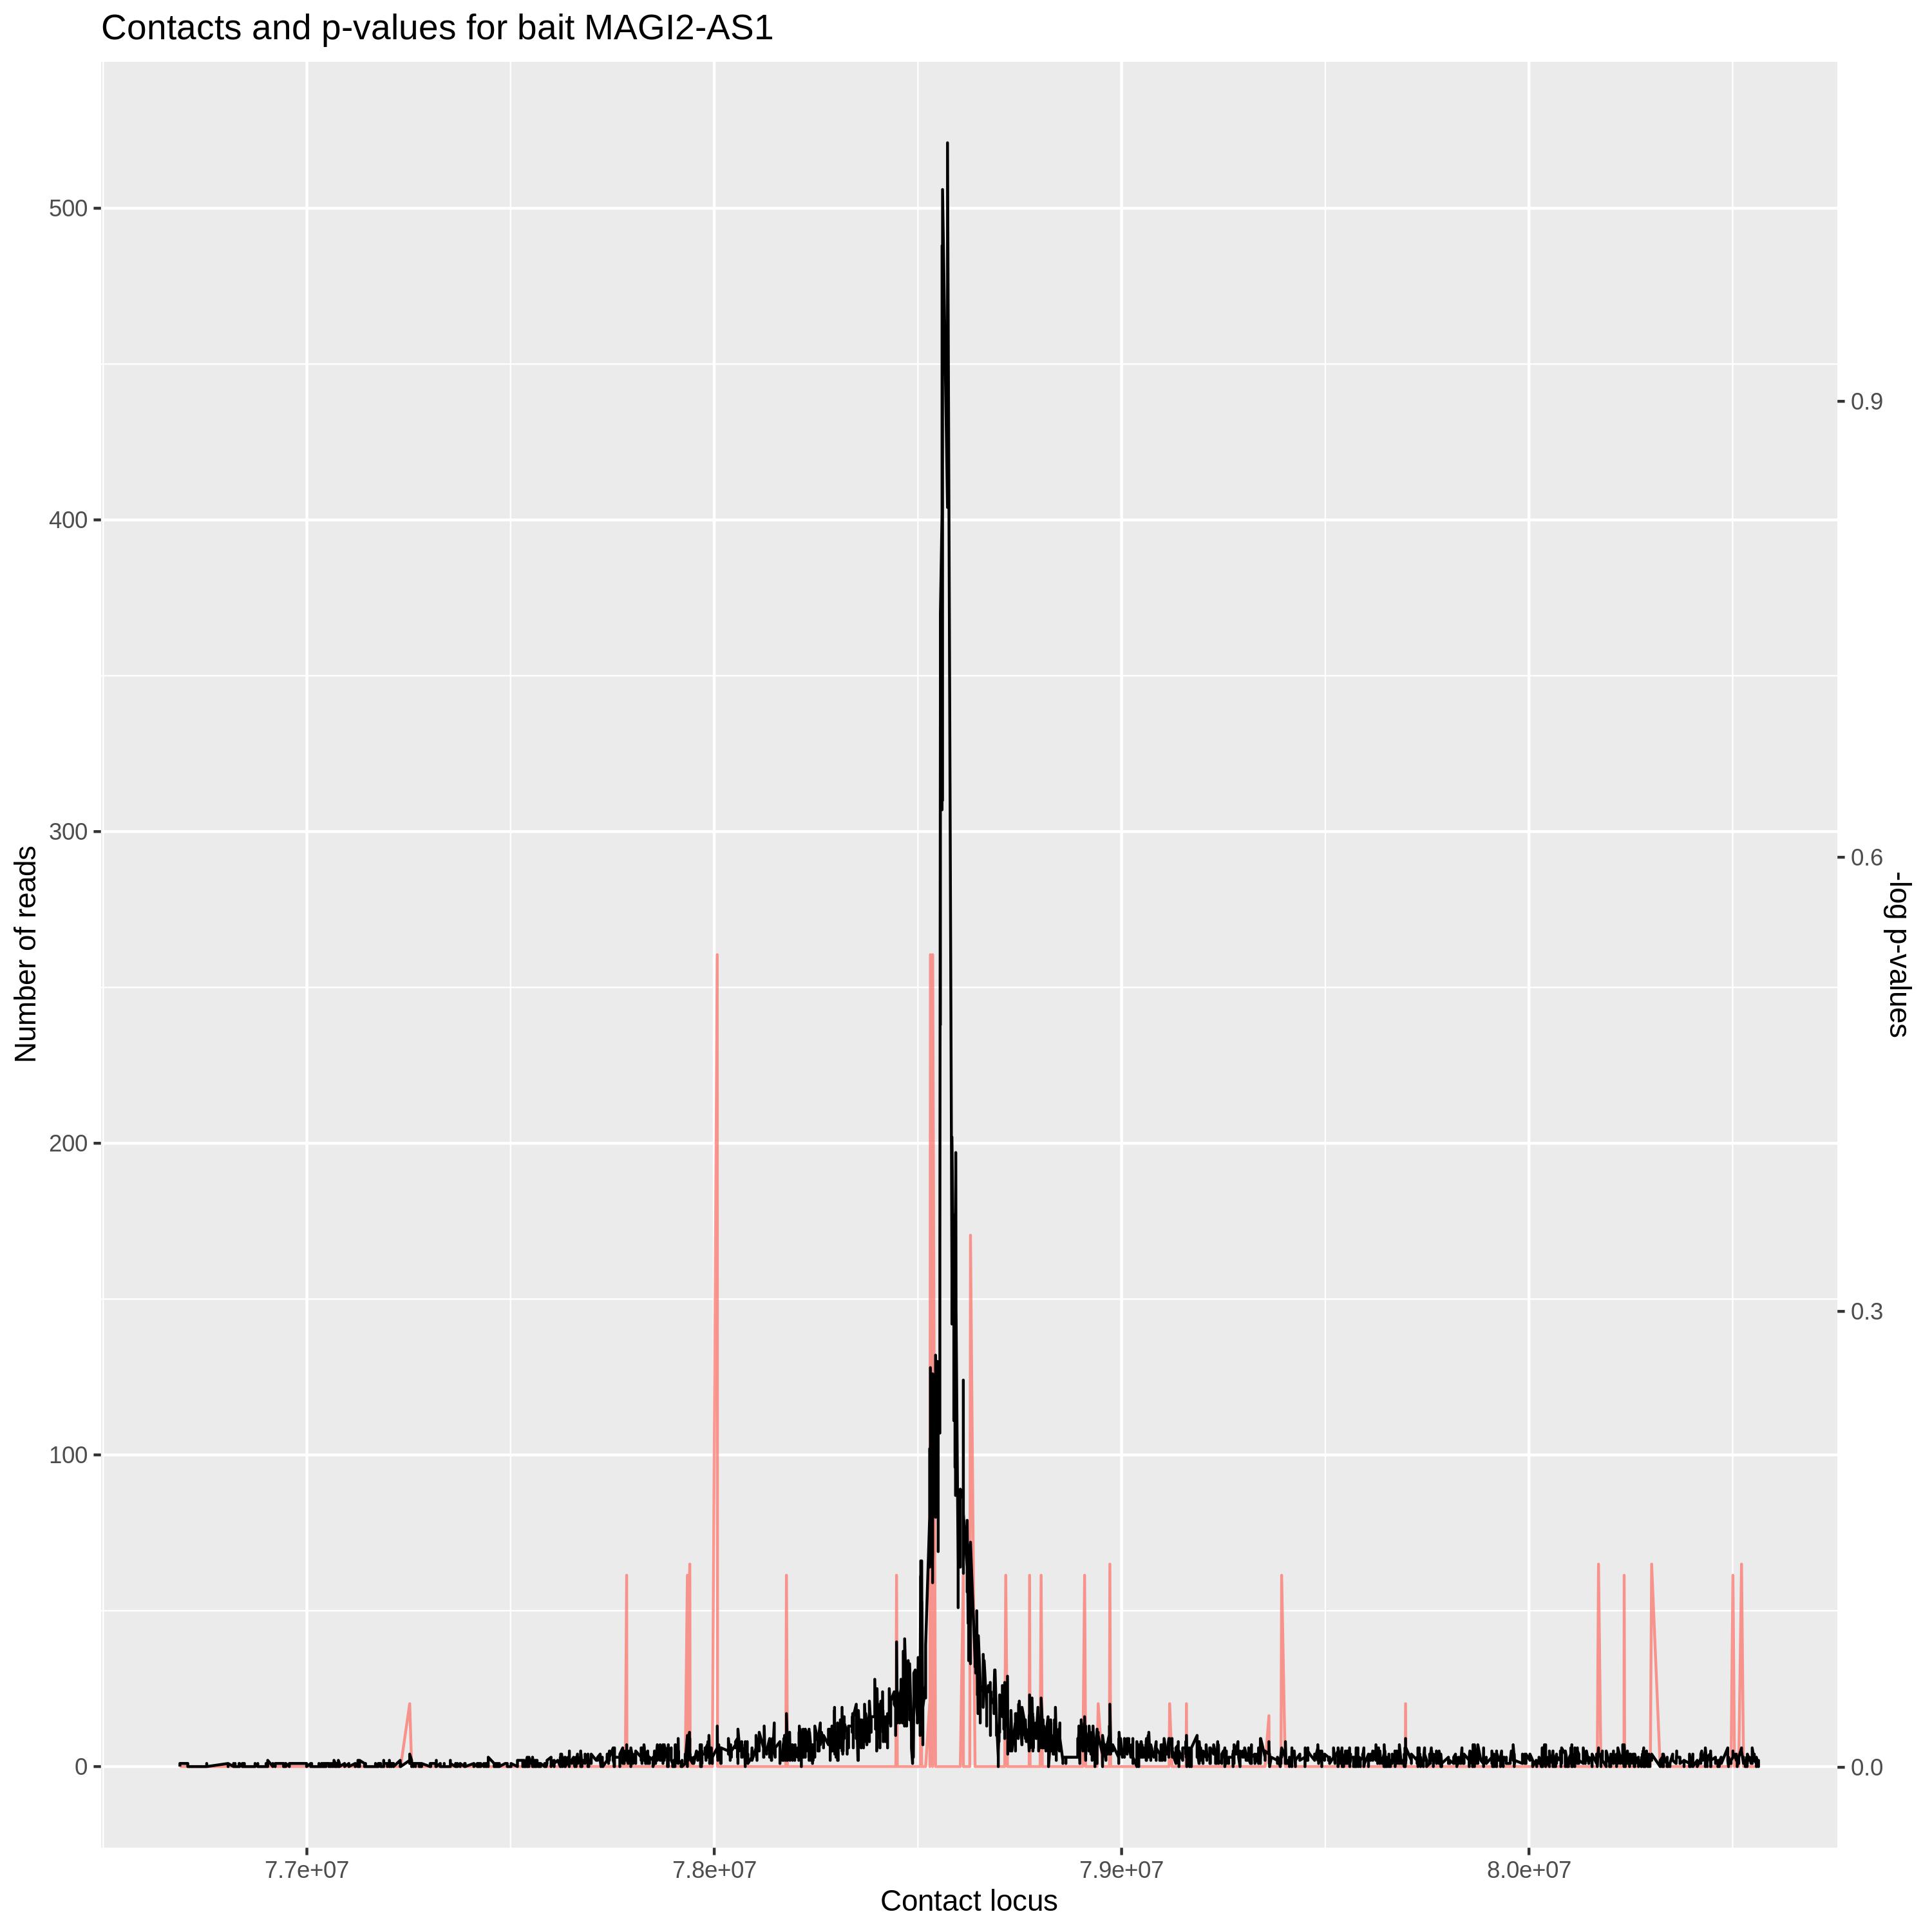 Contacts and p-values for bait MAGI2-AS1
500
400
300
200
100
0
Number of reads
0.9
0.6
0.3
0.0
-log p-values
7.7e+07
7.8e+07
7.9e+07
8.0e+07
Contact locus